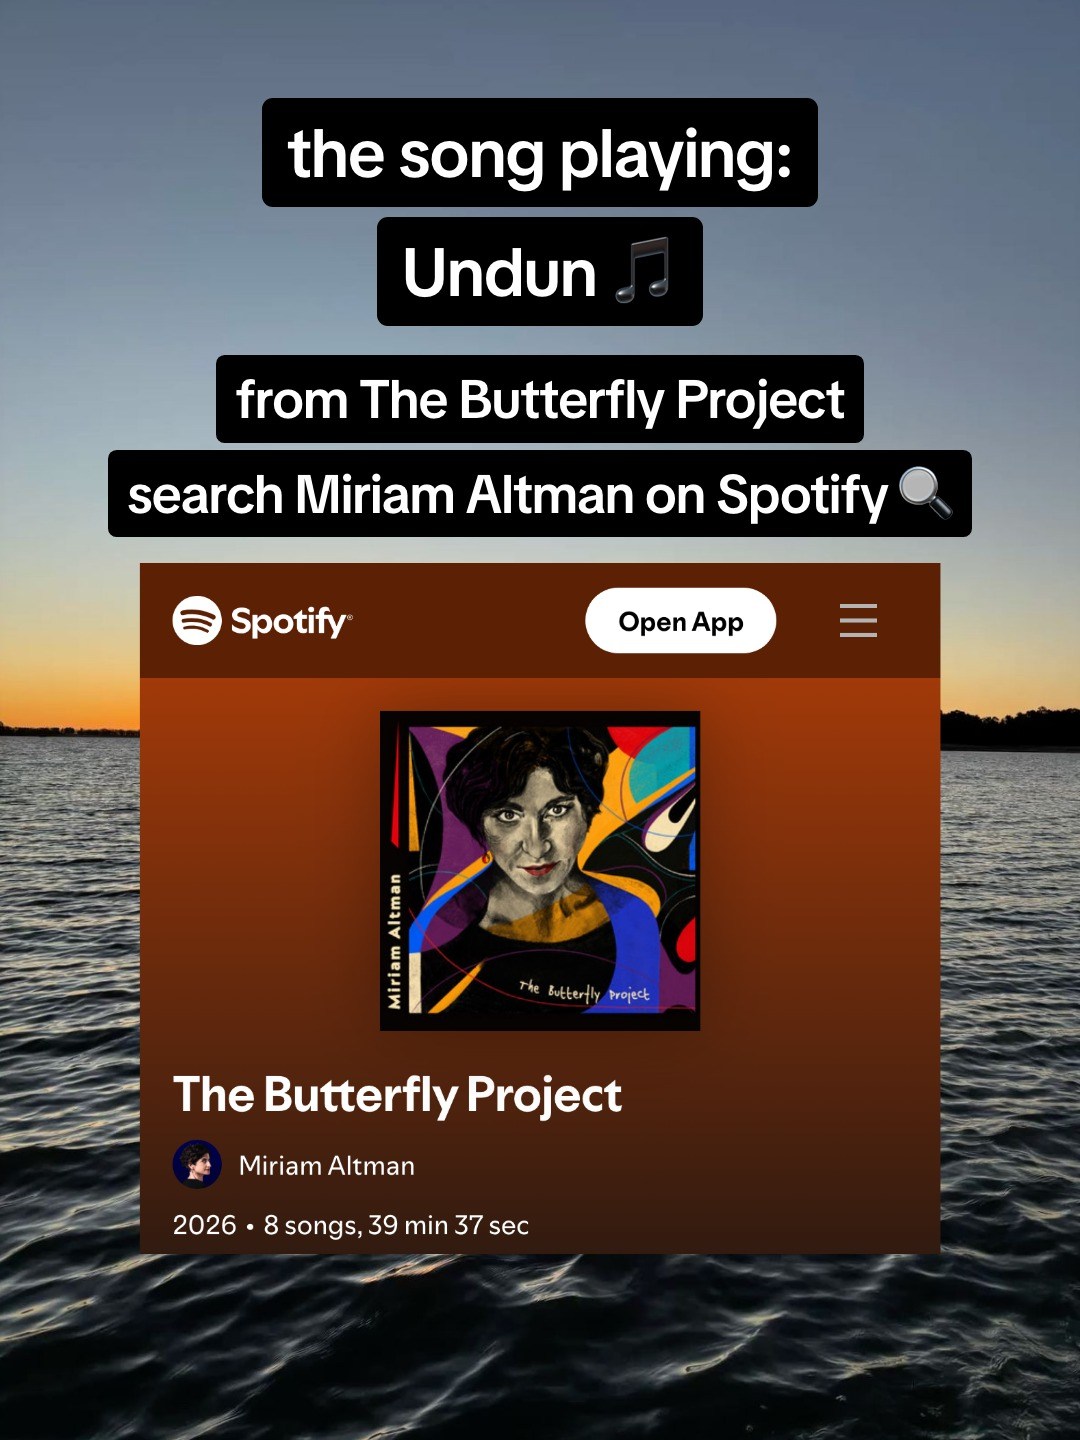 the song playing:
Undun 🎵
from The Butterfly Project
search Miriam Altman on Spotify 🔍
Spotify®
Open App
Miriam Altman
The Butterfly Project
The Butterfly Project
Miriam Altman
2026 • 8 songs, 39 min 37 sec